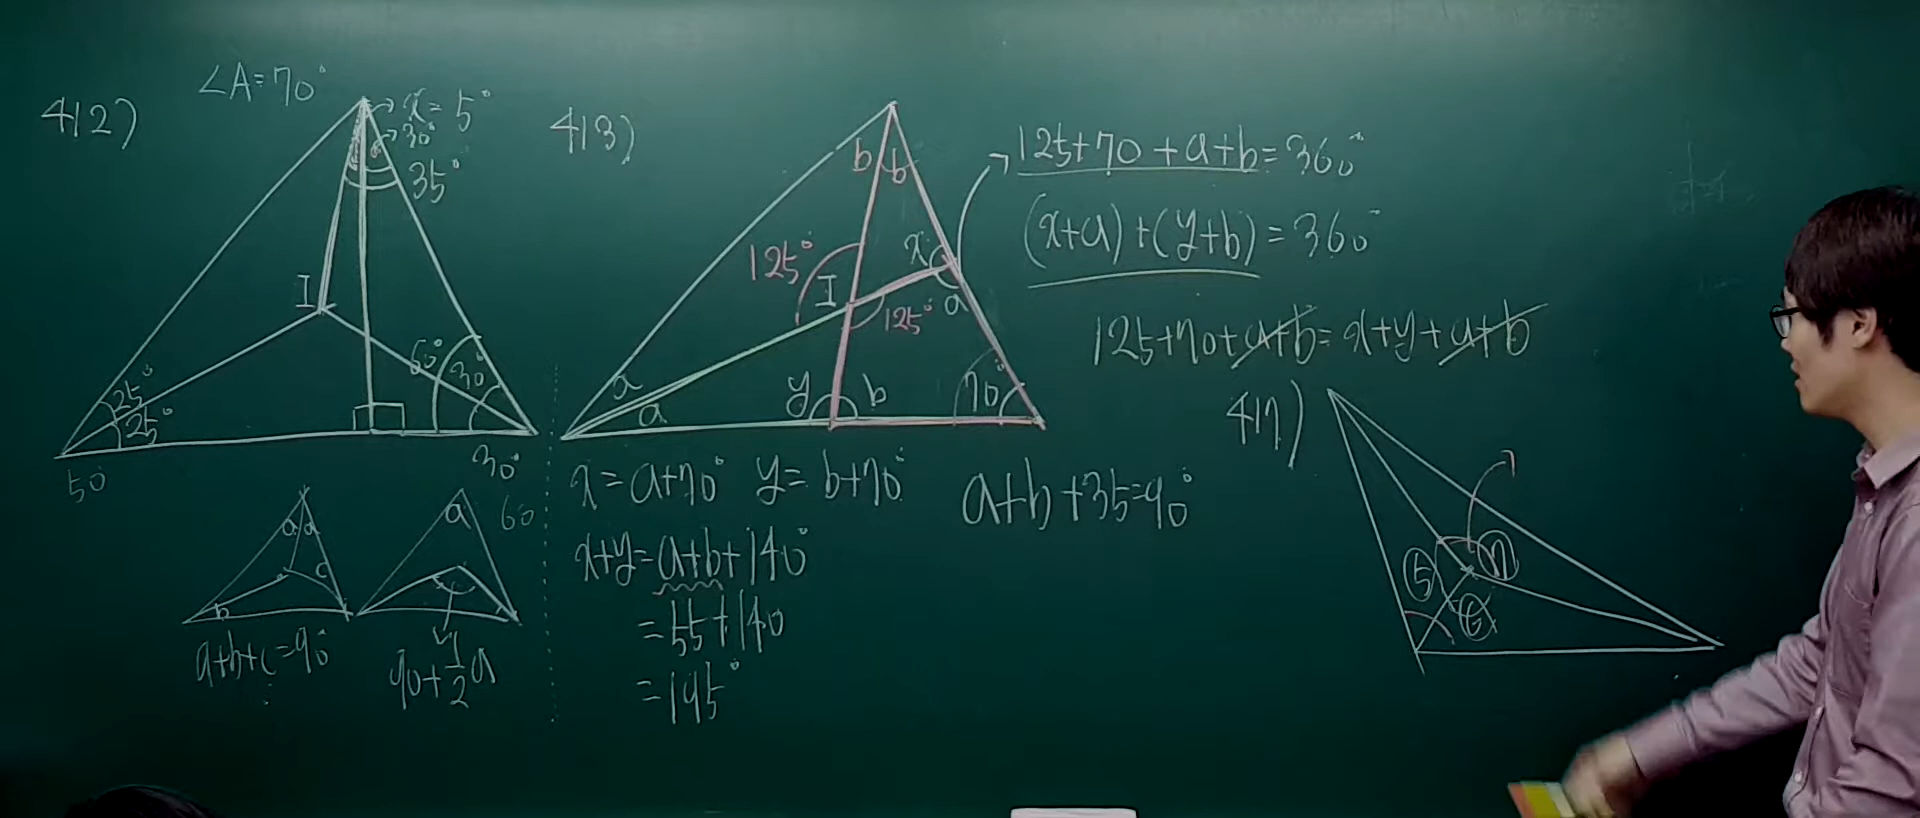 412)
∠A=70°
x=5°
30°
35°
I
60°
30°
25°
25°
50
30°
a a
b
c
a+b+c=90°
a
60
90+1/2a
413)
b b
125°
x
I
125°
a
a
a
y
b
70°
x=a+70° y=b+70°
x+y=a+b+140°
=55+140
=195°
125+70+a+b=360°
(x+a)+(y+b)=360°
125+70+a+b=x+y+a+b
a+b+35=90°
417)
⑤
⑦
⑥